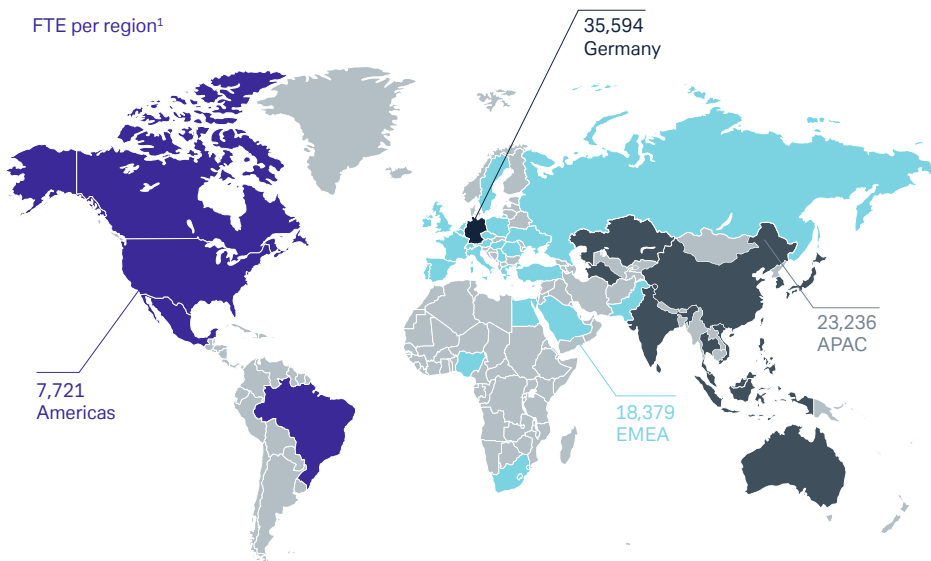 FTE per region¹
35,594
Germany
7,721
Americas
18,379
EMEA
23,236
APAC